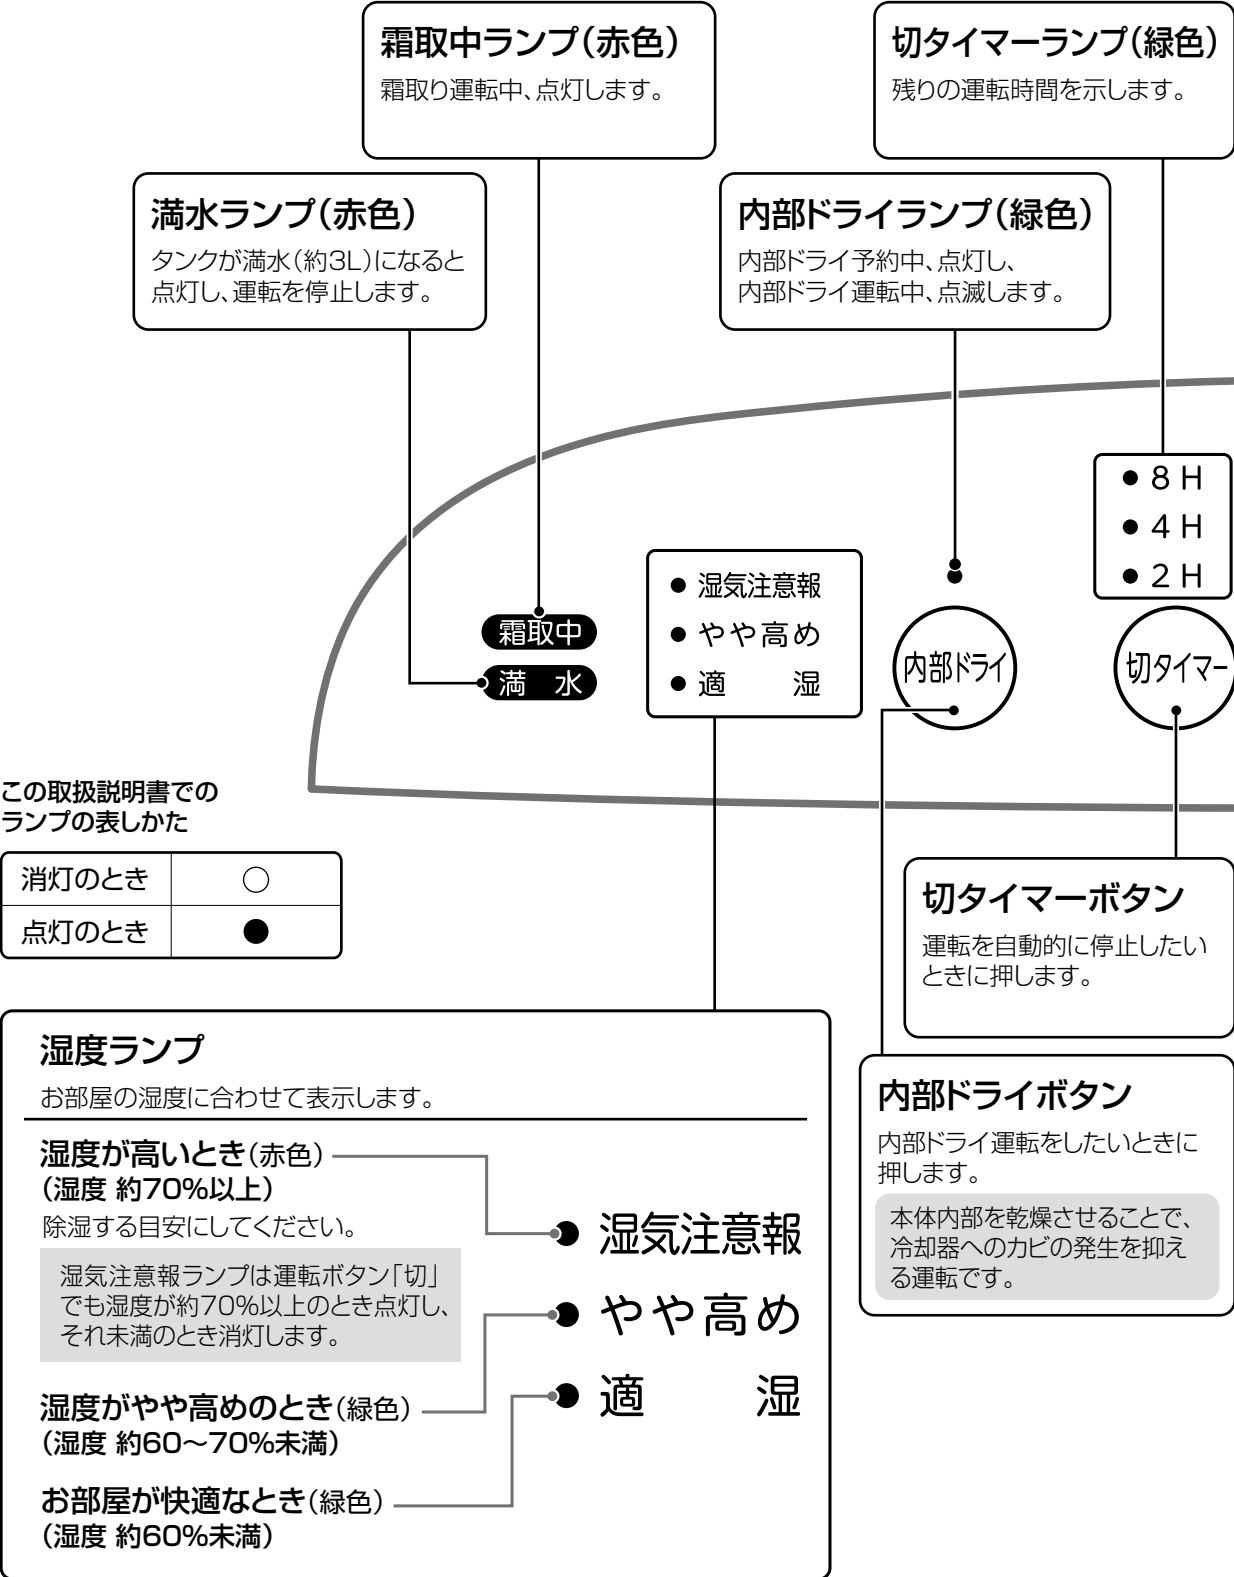 霜取中ランプ(赤色)
霜取り運転中、点灯します。
切タイマーランプ(緑色)
残りの運転時間を示します。
満水ランプ(赤色)
タンクが満水(約3L)になると
点灯し、運転を停止します。
内部ドライランプ(緑色)
内部ドライ予約中、点灯し、
内部ドライ運転中、点滅します。
● 8 H
● 4 H
● 2 H
● 湿気注意報
● やや高め
● 適　湿
霜取中
満 水
内部ドライ
切タイマー
この取扱説明書での
ランプの表しかた
消灯のとき ○
点灯のとき ●
切タイマーボタン
運転を自動的に停止したい
ときに押します。
内部ドライボタン
内部ドライ運転をしたいときに
押します。
本体内部を乾燥させることで、
冷却器へのカビの発生を抑え
る運転です。
湿度ランプ
お部屋の湿度に合わせて表示します。
湿度が高いとき(赤色)
(湿度 約70%以上)
除湿する目安にしてください。
湿気注意報ランプは運転ボタン「切」
でも湿度が約70%以上のとき点灯し、
それ未満のとき消灯します。
湿度がやや高めのとき(緑色)
(湿度 約60〜70%未満)
お部屋が快適なとき(緑色)
(湿度 約60%未満)
● 湿気注意報
● やや高め
● 適　湿